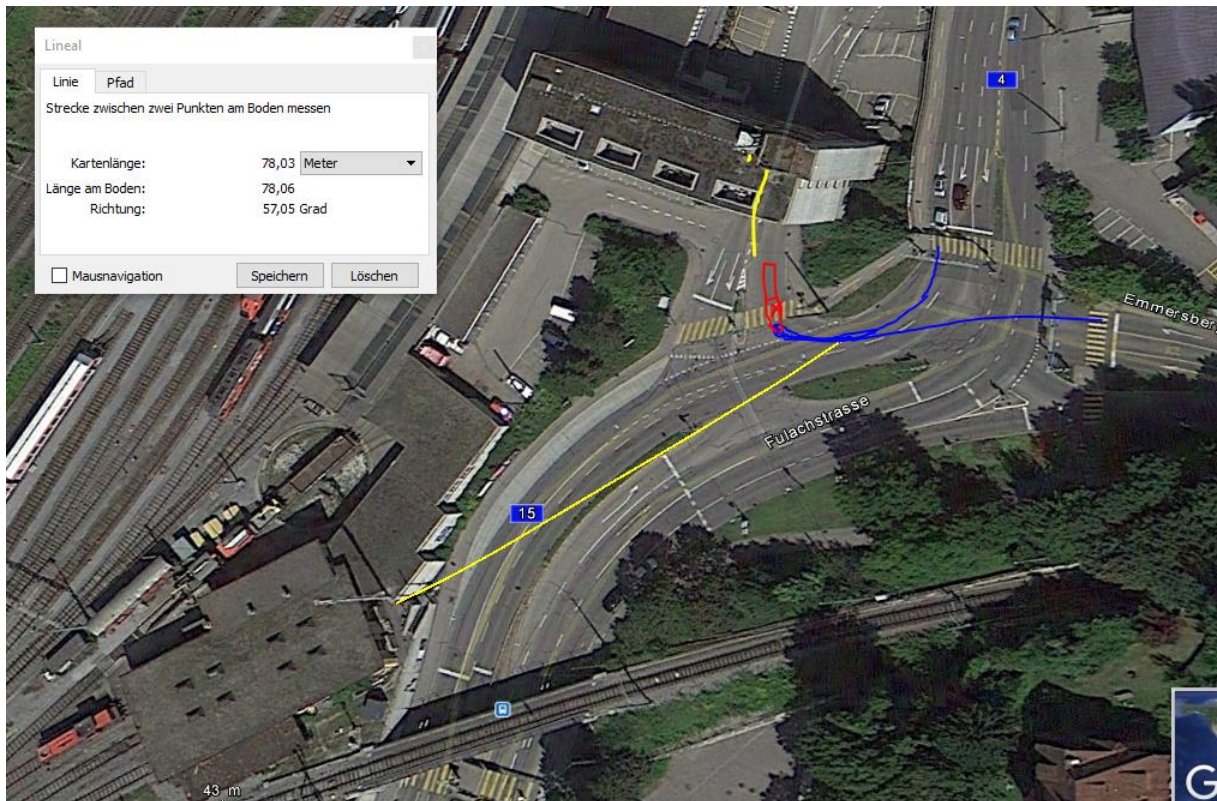 Lineal
Linie Pfad
Strecke zwischen zwei Punkten am Boden messen
Kartenlänge: 78,03 Meter
Länge am Boden: 78,06
Richtung: 57,05 Grad
Mausnavigation Speichern Löschen
4
Emmersberg
Fulachstrasse
15
43 m
G